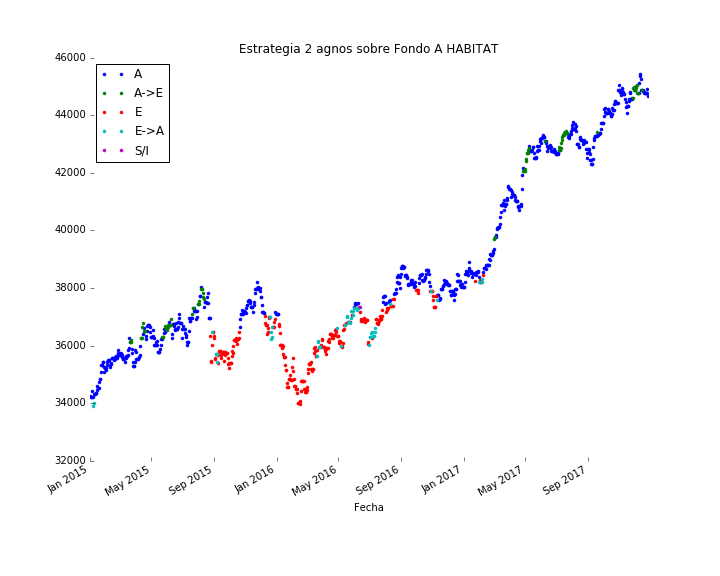 Estrategia 2 agnos sobre Fondo A HABITAT
46000
44000
42000
40000
38000
36000
34000
32000
A
A->E
E
E->A
S/I
Jan 2015
May 2015
Sep 2015
Jan 2016
May 2016
Sep 2016
Jan 2017
May 2017
Sep 2017
Fecha